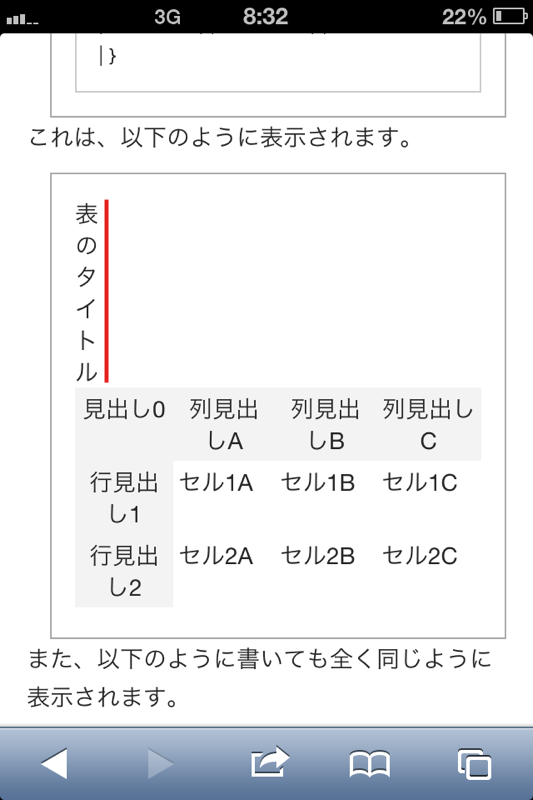 3G 8:32 22%
|}
これは、以下のように表示されます。
表
の
タ
イ
ト
ル
見出し0 列見出 列見出 列見出し
しA しB C
行見出 セル1A セル1B セル1C
し1
行見出 セル2A セル2B セル2C
し2
また、以下のように書いても全く同じように
表示されます。